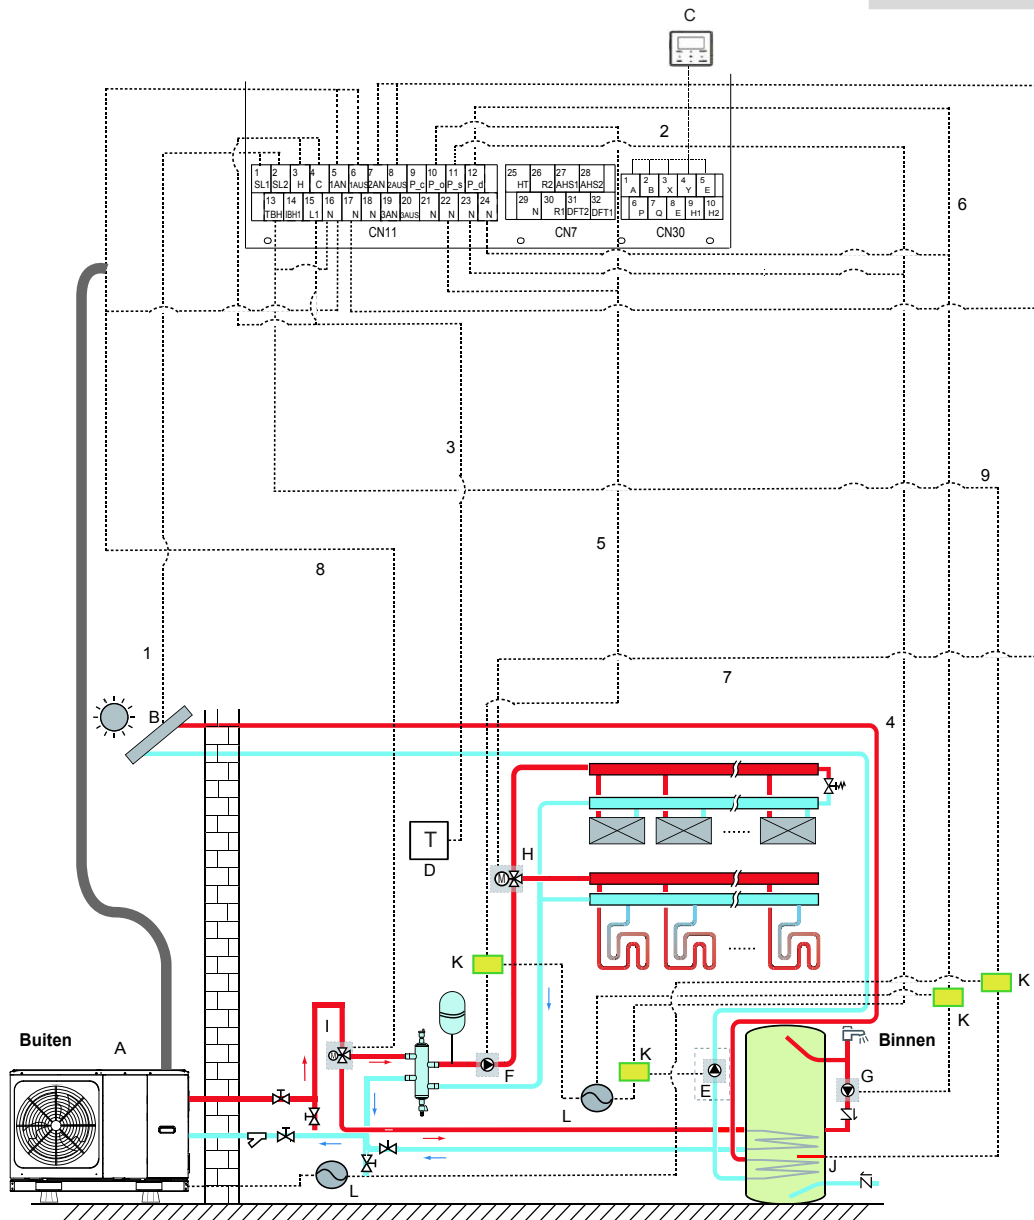 C
2
6
1 2 3 4 5 6 7 8 9 10 11 12
SL1 SL2 H C 1AN 1AUS 2AN 2AUS P_c P_o P_s P_d
13 14 15 16 17 18 19 20 21 22 23 24
TBH IBH1 L1 N N N 3AN 3AUS N N N N
CN11
25 26 27 28
HT R2 AHS1 AHS2
29 30 31 32
N R1 DFT2 DFT1
CN7
1 2 3 4 5
A B X Y E
6 7 8 9 10
P Q E H1 H2
CN30
3
9
5
8
1
7
B
4
T
D
H
M
K
K
K
I
M
Buiten
A
Binnen
F
K
E
G
L
J
L